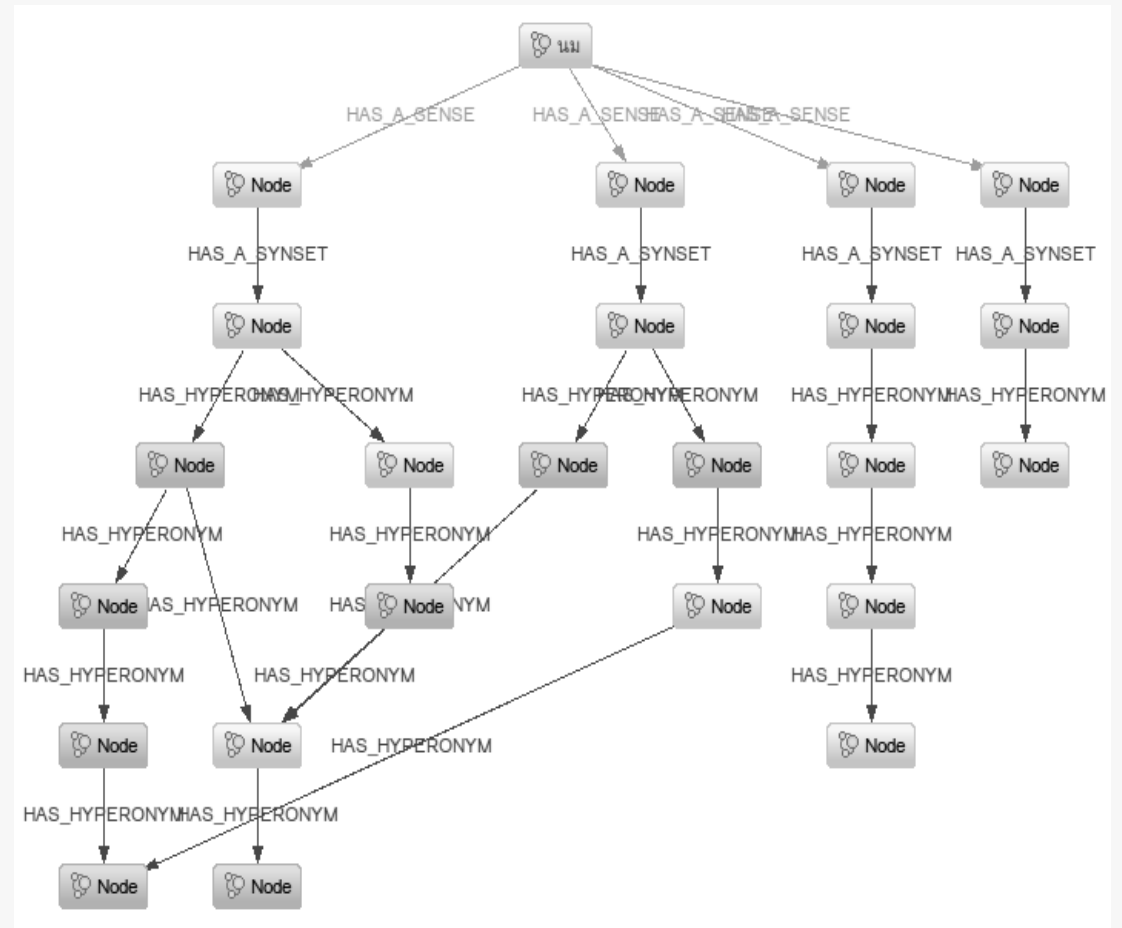 นม
HAS_A_SENSE HAS_A_SENSE HAS_A_SENSE HAS_A_SENSE
Node Node Node Node
HAS_A_SYNSET HAS_A_SYNSET HAS_A_SYNSET HAS_A_SYNSET
Node Node Node Node
HAS_HYPERONYM HAS_HYPERONYM HAS_HYPERONYM HAS_HYPERONYM HAS_HYPERONYM HAS_HYPERONYM
Node Node Node Node Node Node
HAS_HYPERONYM HAS_HYPERONYM HAS_HYPERONYM HAS_HYPERONYM
Node HAS_HYPERONYM HAS Node NYM Node Node
HAS_HYPERONYM HAS_HYPERONYM HAS_HYPERONYM
Node Node HAS_HYPERONYM Node
HAS_HYPERONYM HAS_HYPERONYM
Node Node